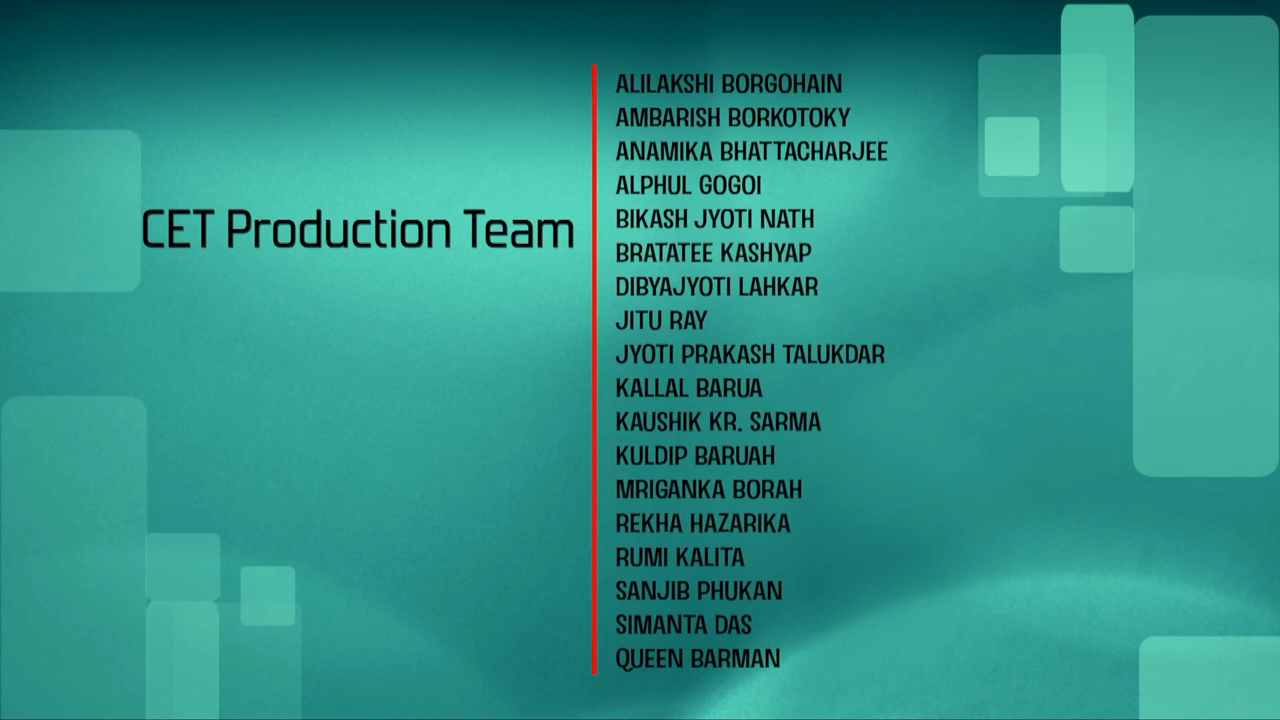 CET Production Team
ALILAKSHI BORGOHAIN
AMBARISH BORKOTOKY
ANAMIKA BHATTACHARJEE
ALPHUL GOGOI
BIKASH JYOTI NATH
BRATATEE KASHYAP
DIBYAJYOTI LAHKAR
JITU RAY
JYOTI PRAKASH TALUKDAR
KALLAL BARUA
KAUSHIK KR. SARMA
KULDIP BARUAH
MRIGANKA BORAH
REKHA HAZARIKA
RUMI KALITA
SANJIB PHUKAN
SIMANTA DAS
QUEEN BARMAN